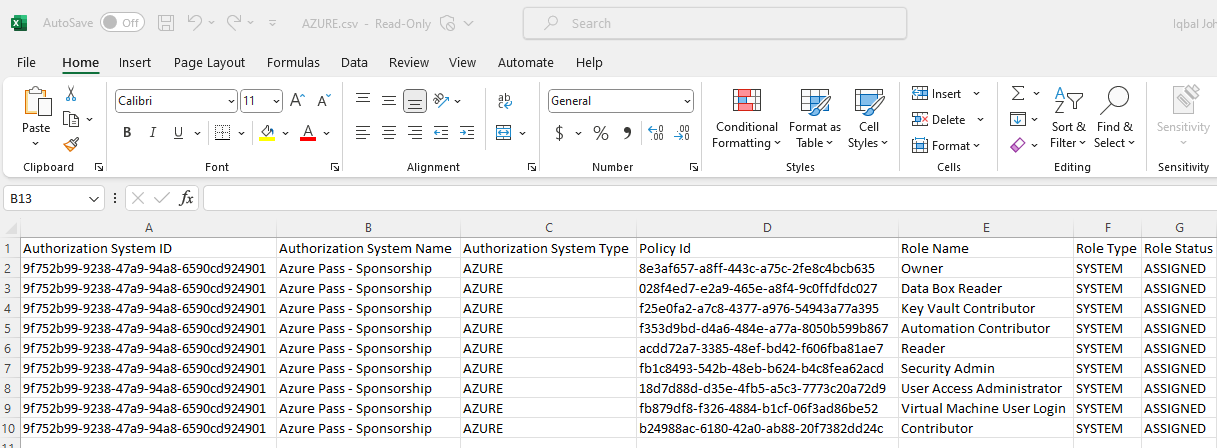 AutoSave Off AZURE.csv - Read-Only Search Iqbal Joh
File Home Insert Page Layout Formulas Data Review View Automate Help
Paste
Clipboard
Calibri 11
B I U
Font
ab
c
Alignment
General
$ % ,
Number
Conditional Formatting
Format as Table
Cell Styles
Styles
Insert
Delete
Format
Cells
Sort & Filter
Find & Select
Editing
Sensitivity
Sensitivity
B13 fx
A B C D E F G
1 Authorization System ID Authorization System Name Authorization System Type Policy Id Role Name Role Type Role Status
2 9f752b99-9238-47a9-94a8-6590cd924901 Azure Pass - Sponsorship AZURE 8e3af657-a8ff-443c-a75c-2fe8c4bcb635 Owner SYSTEM ASSIGNED
3 9f752b99-9238-47a9-94a8-6590cd924901 Azure Pass - Sponsorship AZURE 028f4ed7-e2a9-465e-a8f4-9c0ffdfdc027 Data Box Reader SYSTEM ASSIGNED
4 9f752b99-9238-47a9-94a8-6590cd924901 Azure Pass - Sponsorship AZURE f25e0fa2-a7c8-4377-a976-54943a77a395 Key Vault Contributor SYSTEM ASSIGNED
5 9f752b99-9238-47a9-94a8-6590cd924901 Azure Pass - Sponsorship AZURE f353d9bd-d4a6-484e-a77a-8050b599b867 Automation Contributor SYSTEM ASSIGNED
6 9f752b99-9238-47a9-94a8-6590cd924901 Azure Pass - Sponsorship AZURE acdd72a7-3385-48ef-bd42-f606fba81ae7 Reader SYSTEM ASSIGNED
7 9f752b99-9238-47a9-94a8-6590cd924901 Azure Pass - Sponsorship AZURE fb1c8493-542b-48eb-b624-b4c8fea62acd Security Admin SYSTEM ASSIGNED
8 9f752b99-9238-47a9-94a8-6590cd924901 Azure Pass - Sponsorship AZURE 18d7d88d-d35e-4fb5-a5c3-7773c20a72d9 User Access Administrator SYSTEM ASSIGNED
9 9f752b99-9238-47a9-94a8-6590cd924901 Azure Pass - Sponsorship AZURE fb879df8-f326-4884-b1cf-06f3ad86be52 Virtual Machine User Login SYSTEM ASSIGNED
10 9f752b99-9238-47a9-94a8-6590cd924901 Azure Pass - Sponsorship AZURE b24988ac-6180-42a0-ab88-20f7382dd24c Contributor SYSTEM ASSIGNED
11